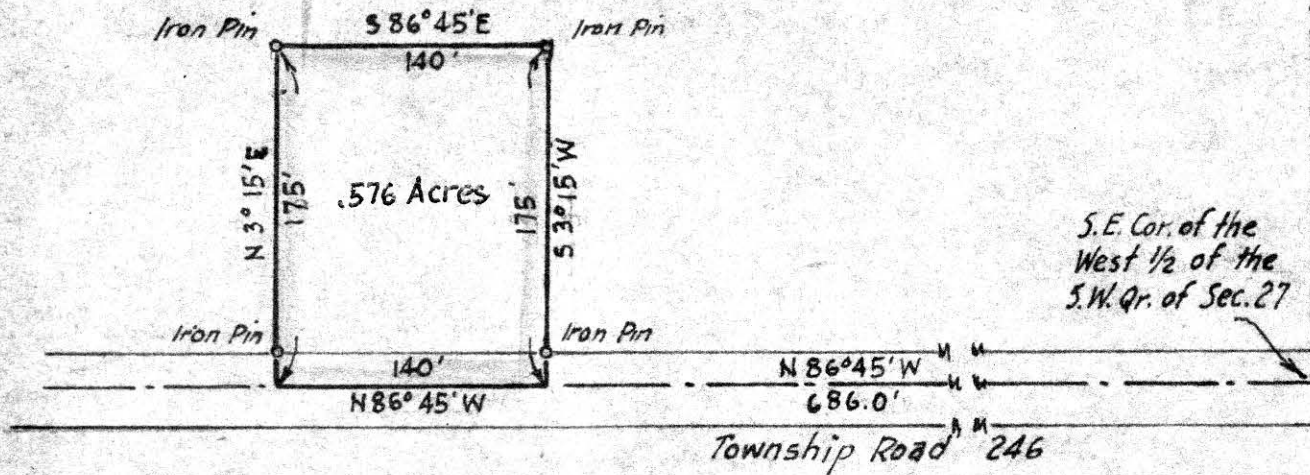 S 86° 45' E
Iron Pin
Iron Pin
140'
N 3° 15' E
175'
.576 Acres
175'
S 3° 15' W
S.E. Cor. of the
West 1/2 of the
S.W. Qr. of Sec. 27
Iron Pin
Iron Pin
140'
N 86° 45' W
N 86° 45' W
686.0'
Township Road 246